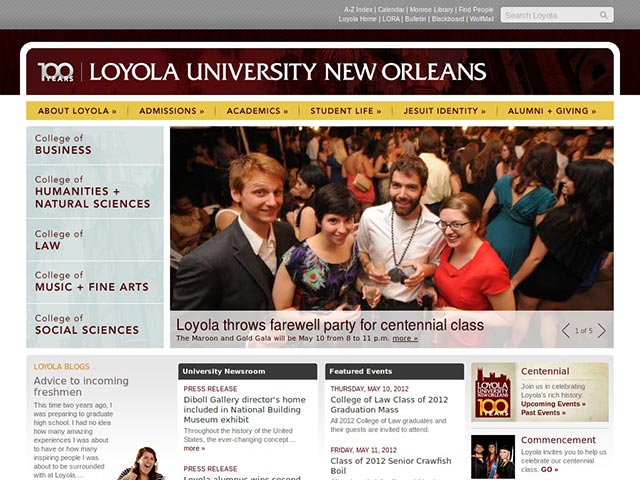 A-Z Index | Calendar | Monroe Library | Find People
Loyola Home | LORA | Bulletin | Blackboard | WolfMail
Search Loyola
100 YEARS
LOYOLA UNIVERSITY NEW ORLEANS
ABOUT LOYOLA » ADMISSIONS » ACADEMICS » STUDENT LIFE » JESUIT IDENTITY » ALUMNI + GIVING »
College of
BUSINESS
College of
HUMANITIES +
NATURAL SCIENCES
College of
LAW
College of
MUSIC + FINE ARTS
College of
SOCIAL SCIENCES
Loyola throws farewell party for centennial class
The Maroon and Gold Gala will be May 10 from 8 to 11 p.m. more »
1 of 5
LOYOLA BLOGS
Advice to incoming
freshmen
This time two years ago, I
was preparing to graduate
high school. I had no idea
how many amazing
experiences I was about
to have or how many
inspiring people I was
about to be surrounded
with at Loyola....
University Newsroom
PRESS RELEASE
Diboll Gallery director's home
included in National Building
Museum exhibit
Throughout the history of the United
States, the ever-changing concept ...
more »
PRESS RELEASE
Loyola alumnus wins second
Featured Events
THURSDAY, MAY 10, 2012
College of Law Class of 2012
Graduation Mass
All 2012 College of Law graduates and
their guests are invited to attend.
FRIDAY, MAY 11, 2012
Class of 2012 Senior Crawfish
Boil
LOYOLA
UNIVERSITY
NEW ORLEANS
100
YEARS
Centennial
Join us in celebrating
Loyola's rich history.
Upcoming Events »
Past Events »
Commencement
Loyola invites you to help us
celebrate our centennial
class. GO »